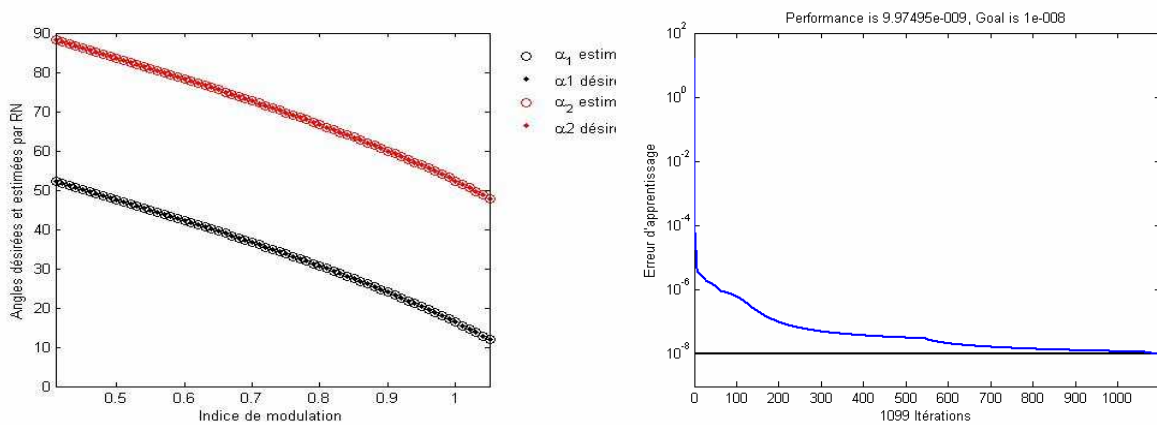 90
80
70
60
50
40
30
20
10
0
Angles désirées et estimées par RN
0.5 0.6 0.7 0.8 0.9 1
Indice de modulation
α1 estim
α1 désire
α2 estim
α2 désire
Performance is 9.97495e-009, Goal is 1e-008
10^2
10^0
10^-2
10^-4
10^-6
10^-8
Erreur d'apprentissage
0 100 200 300 400 500 600 700 800 900 1000
1099 Itérations